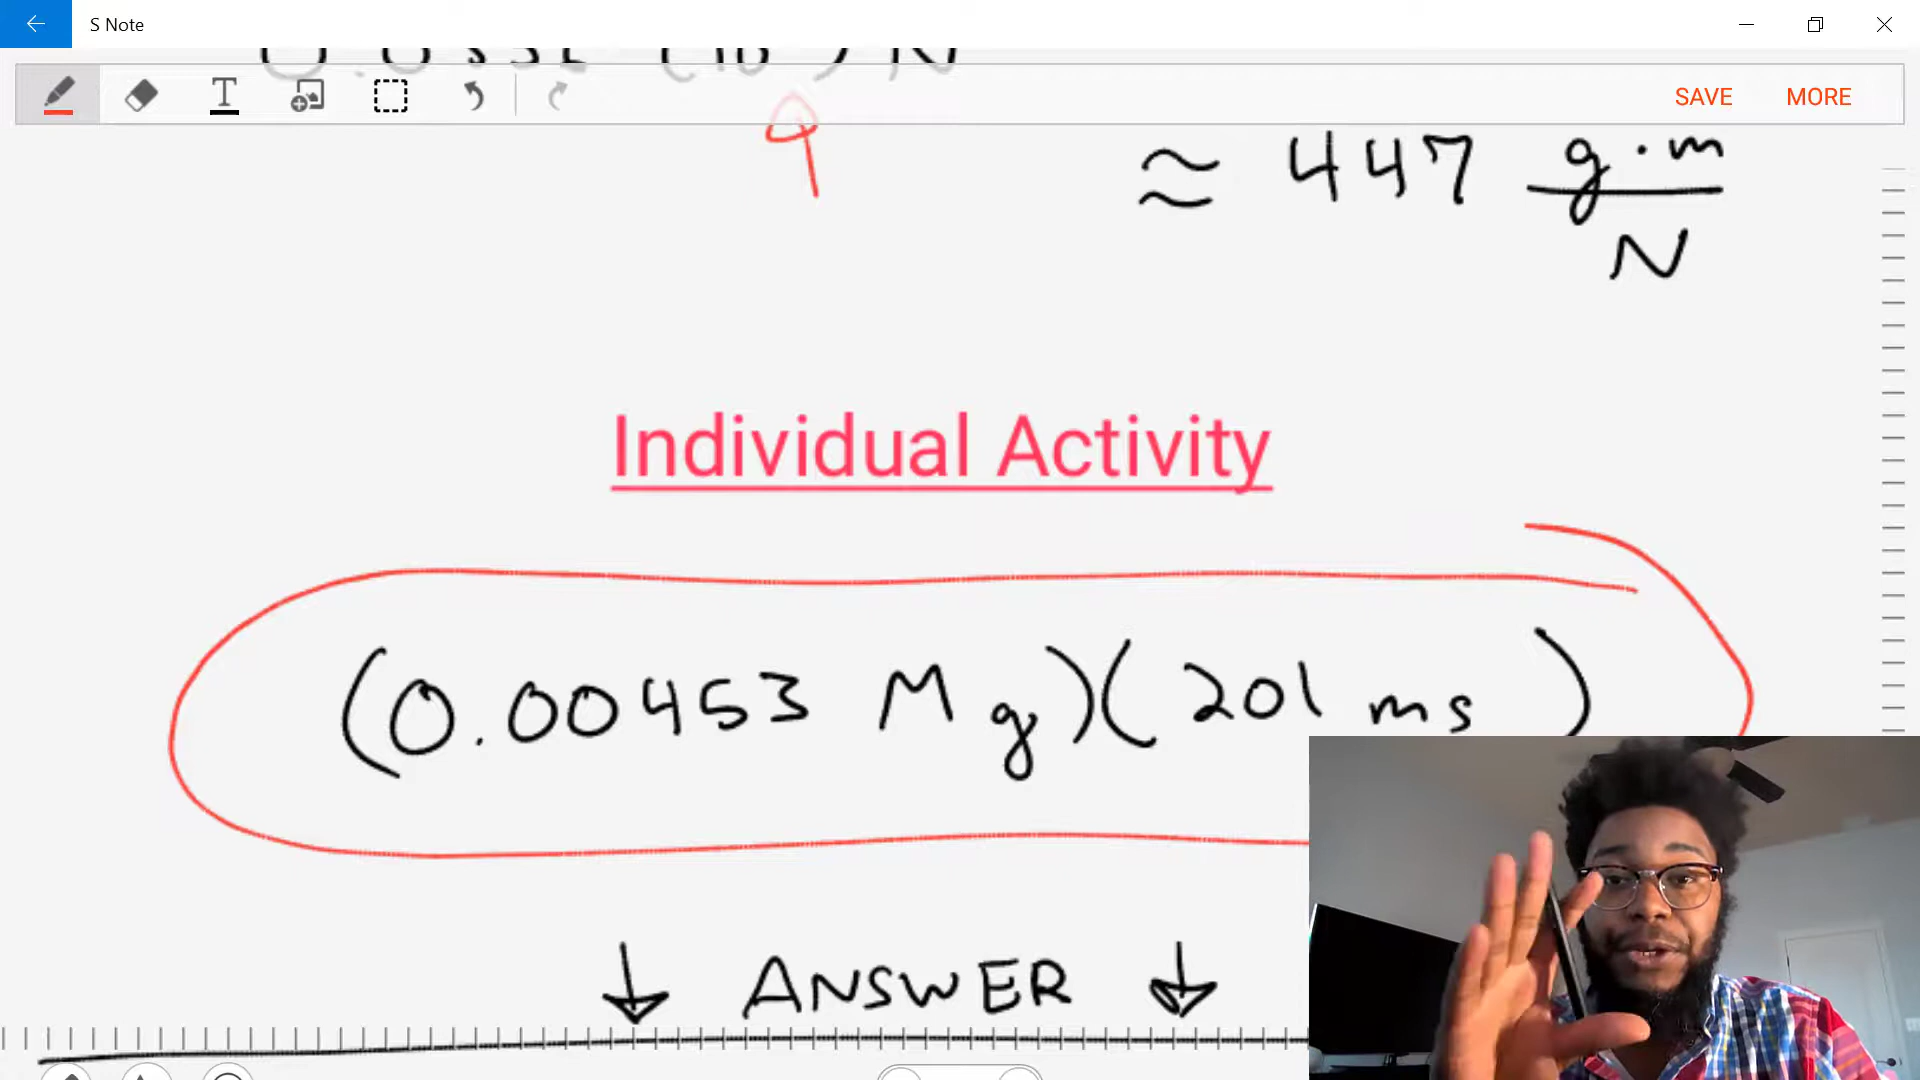 S Note
SAVE MORE
≈ 447 g·m
N
Individual Activity
(0.00453 Mg)(201 ms)
↓ ANSWER ↓